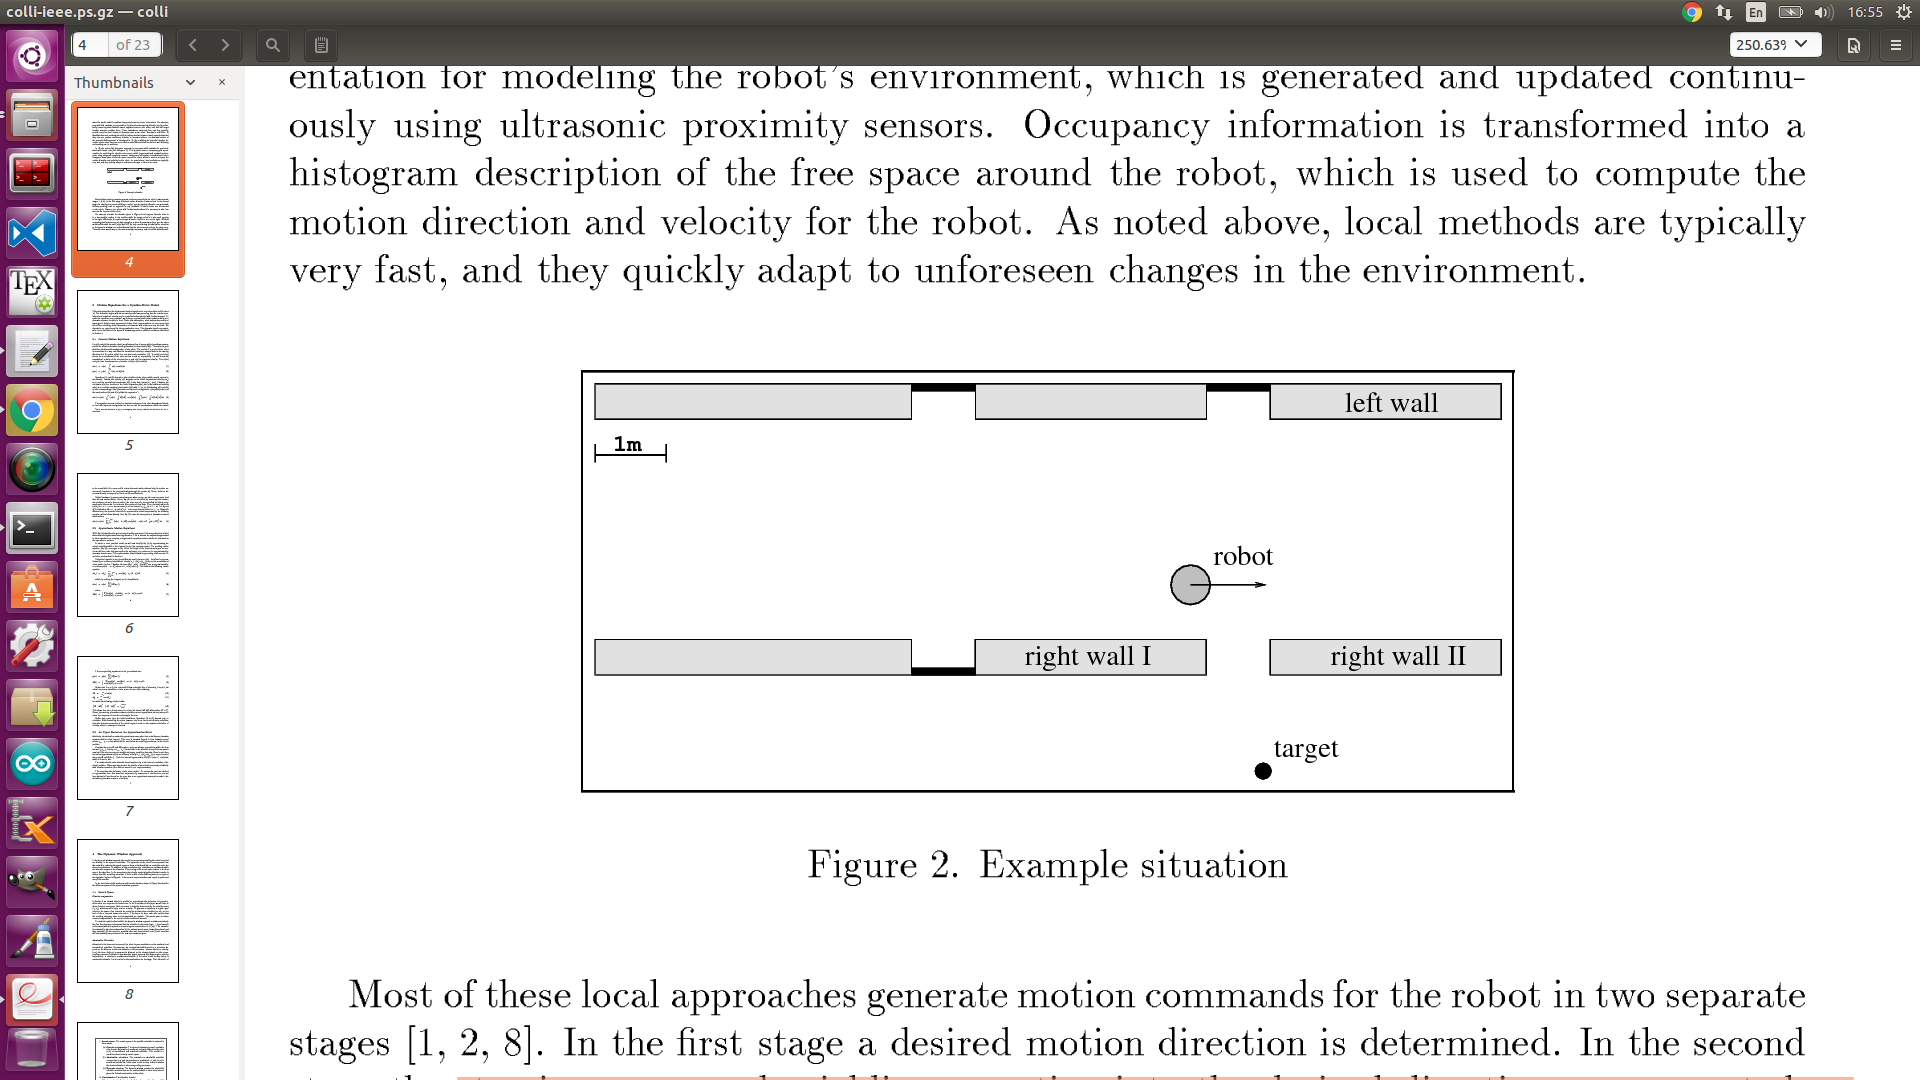 colli-ieee.ps.gz — colli
En
16:55
4 of 23
250.63%
Thumbnails
4
5
6
7
8
entation for modeling the robot's environment, which is generated and updated continu-
ously using ultrasonic proximity sensors. Occupancy information is transformed into a
histogram description of the free space around the robot, which is used to compute the
motion direction and velocity for the robot. As noted above, local methods are typically
very fast, and they quickly adapt to unforeseen changes in the environment.
left wall
1m
robot
right wall I
right wall II
target
Figure 2. Example situation
Most of these local approaches generate motion commands for the robot in two separate
stages [1, 2, 8]. In the first stage a desired motion direction is determined. In the second